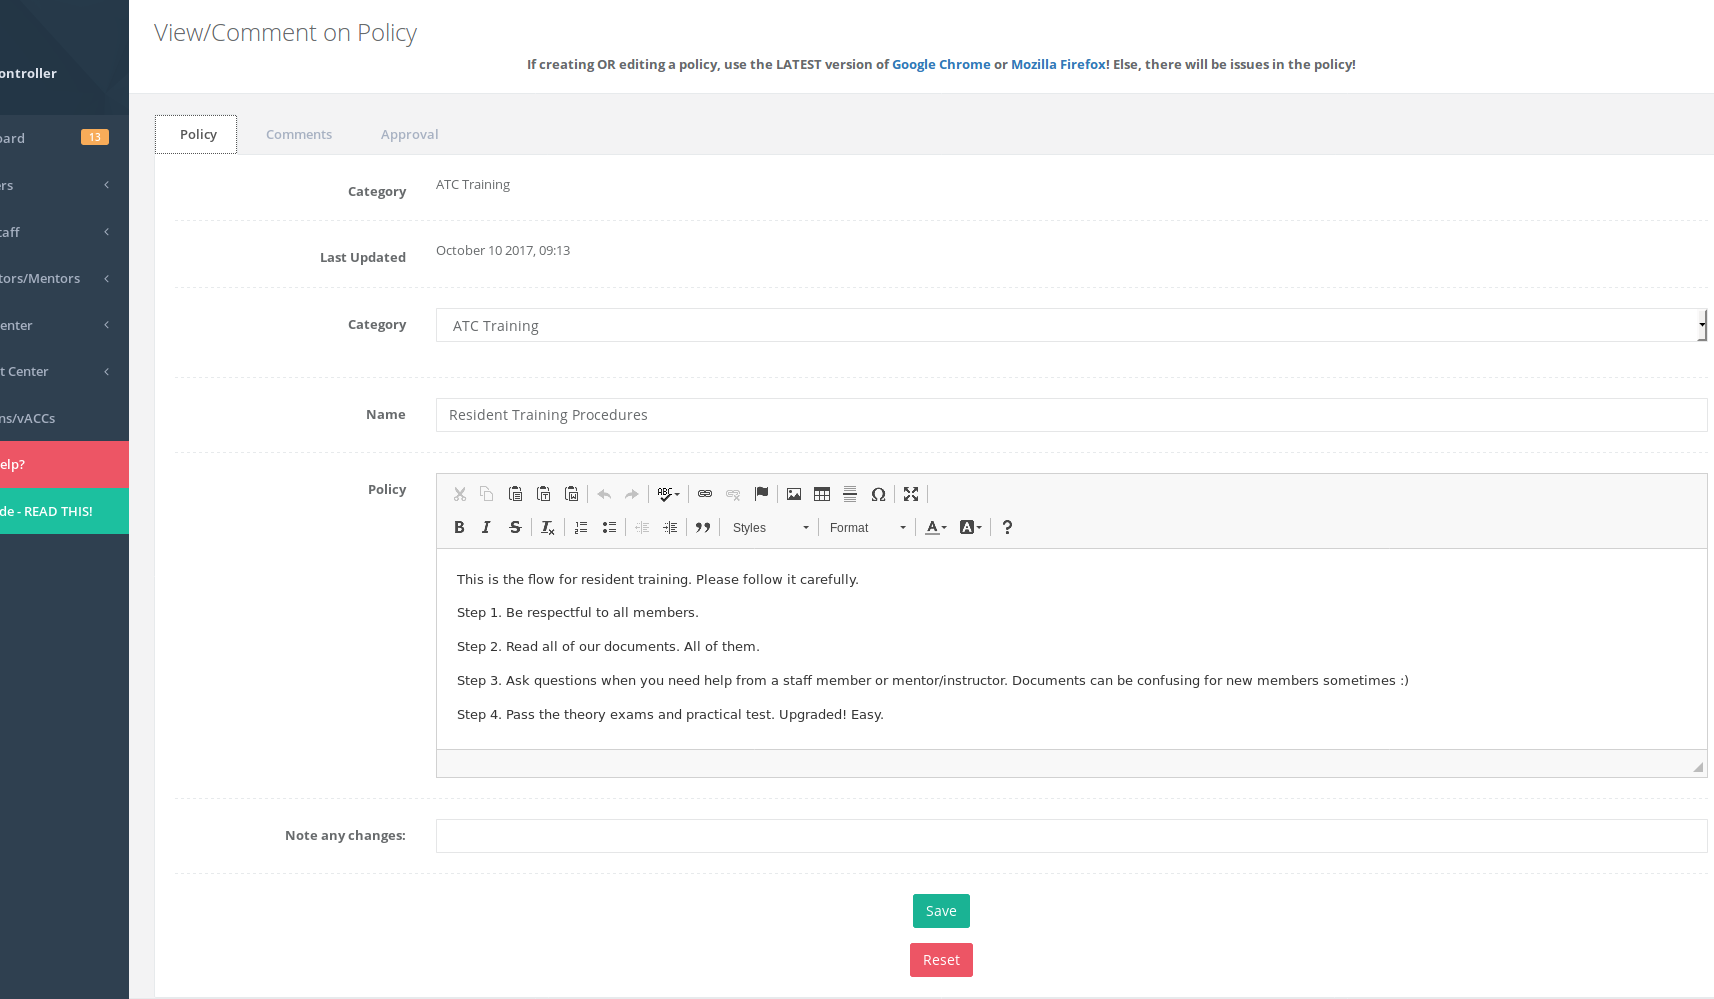 View/Comment on Policy
If creating OR editing a policy, use the LATEST version of Google Chrome or Mozilla Firefox! Else, there will be issues in the policy!
ontroller
oard 13
ers
taff
tors/Mentors
enter
t Center
ns/vACCs
elp?
de - READ THIS!
Policy Comments Approval
Category ATC Training
Last Updated October 10 2017, 09:13
Category ATC Training
Name Resident Training Procedures
Policy
ABC
B I S Tx Styles Format A A ?
This is the flow for resident training. Please follow it carefully.
Step 1. Be respectful to all members.
Step 2. Read all of our documents. All of them.
Step 3. Ask questions when you need help from a staff member or mentor/instructor. Documents can be confusing for new members sometimes :)
Step 4. Pass the theory exams and practical test. Upgraded! Easy.
Note any changes:
Save
Reset